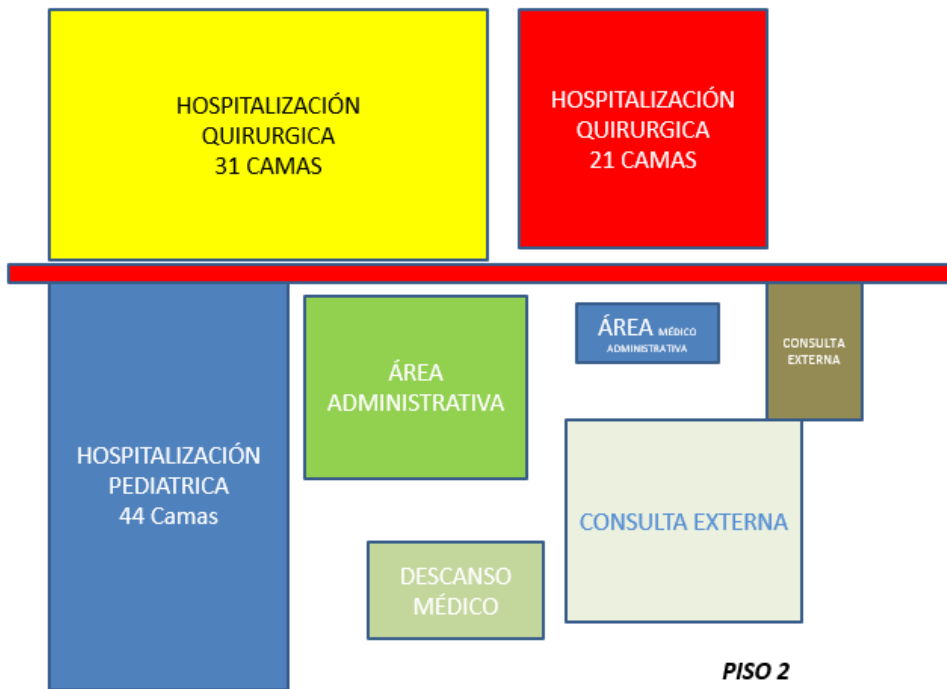 HOSPITALIZACIÓN
QUIRURGICA
31 CAMAS
HOSPITALIZACIÓN
QUIRURGICA
21 CAMAS
HOSPITALIZACIÓN
PEDIATRICA
44 Camas
ÁREA
ADMINISTRATIVA
ÁREA MÉDICO
ADMINISTRATIVA
CONSULTA
EXTERNA
CONSULTA EXTERNA
DESCANSO
MÉDICO
PISO 2